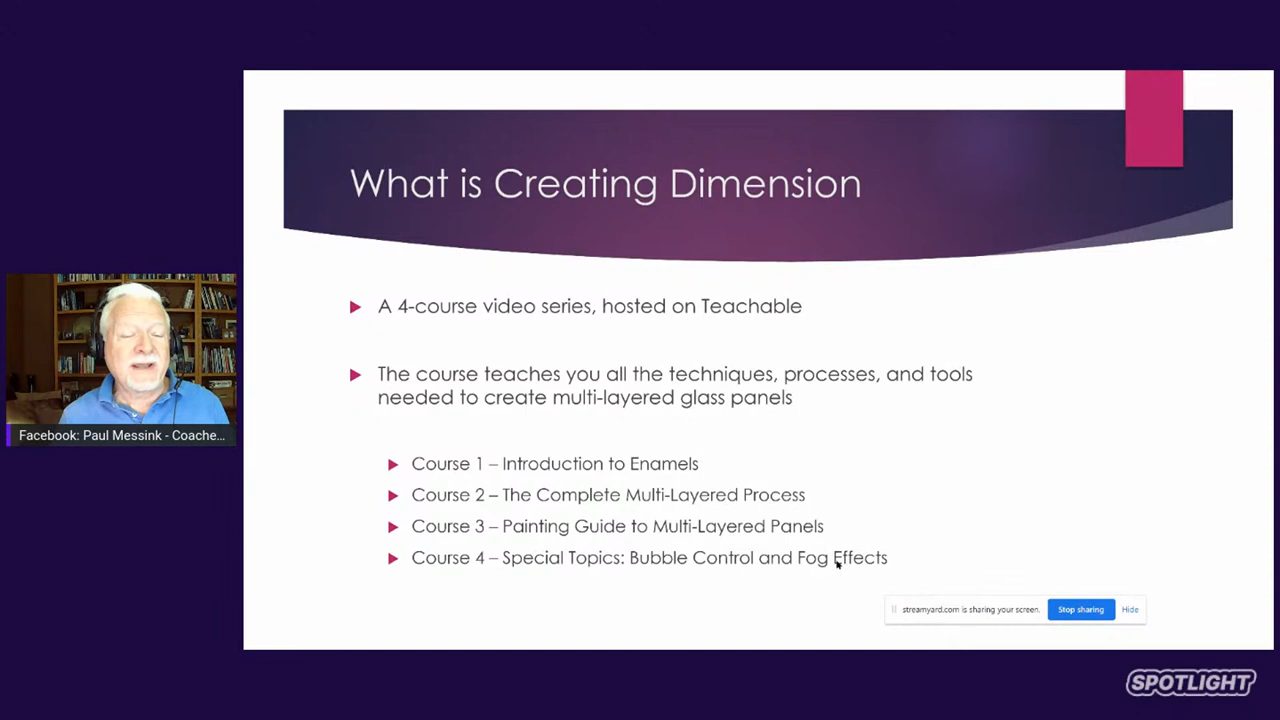 What is Creating Dimension
A 4-course video series, hosted on Teachable
The course teaches you all the techniques, processes, and tools
needed to create multi-layered glass panels
Course 1 – Introduction to Enamels
Course 2 – The Complete Multi-Layered Process
Course 3 – Painting Guide to Multi-Layered Panels
Course 4 – Special Topics: Bubble Control and Fog Effects
Facebook: Paul Messink - Coache...
streamyard.com is sharing your screen. Stop sharing Hide
SPOTLIGHT